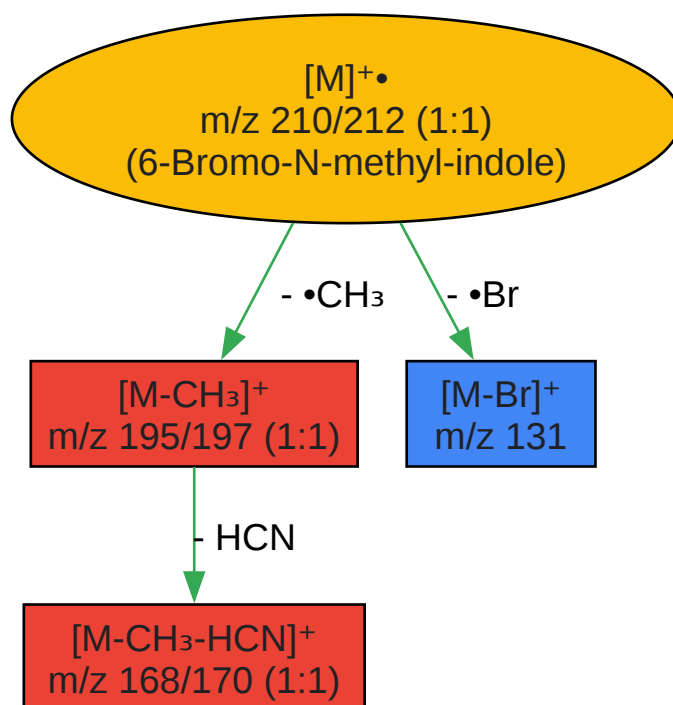 [M]⁺•
m/z 210/212 (1:1)
(6-Bromo-N-methyl-indole)
- •CH₃
- •Br
[M-CH₃]⁺
m/z 195/197 (1:1)
[M-Br]⁺
m/z 131
- HCN
[M-CH₃-HCN]⁺
m/z 168/170 (1:1)